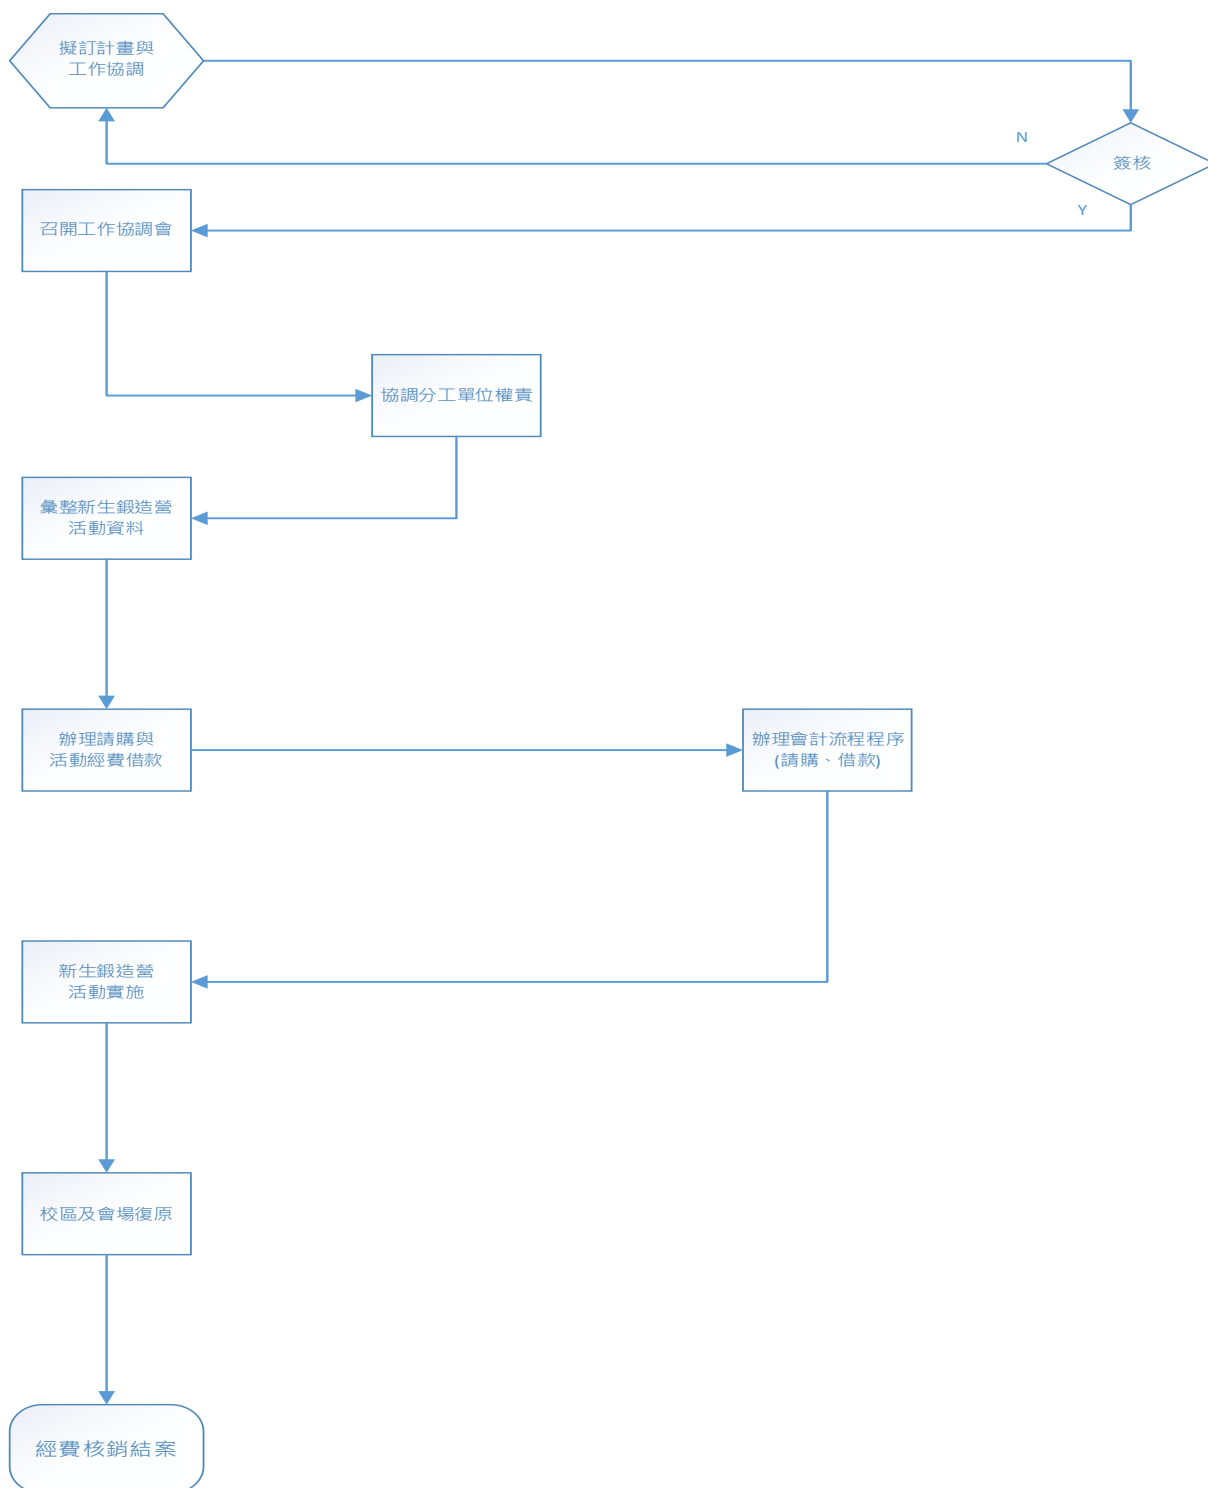 擬訂計畫與
工作協調
N
簽核
Y
召開工作協調會
協調分工單位權責
彙整新生鍛造營
活動資料
辦理請購與
活動經費借款
辦理會計流程程序
(請購、借款)
新生鍛造營
活動實施
校區及會場復原
經費核銷結案